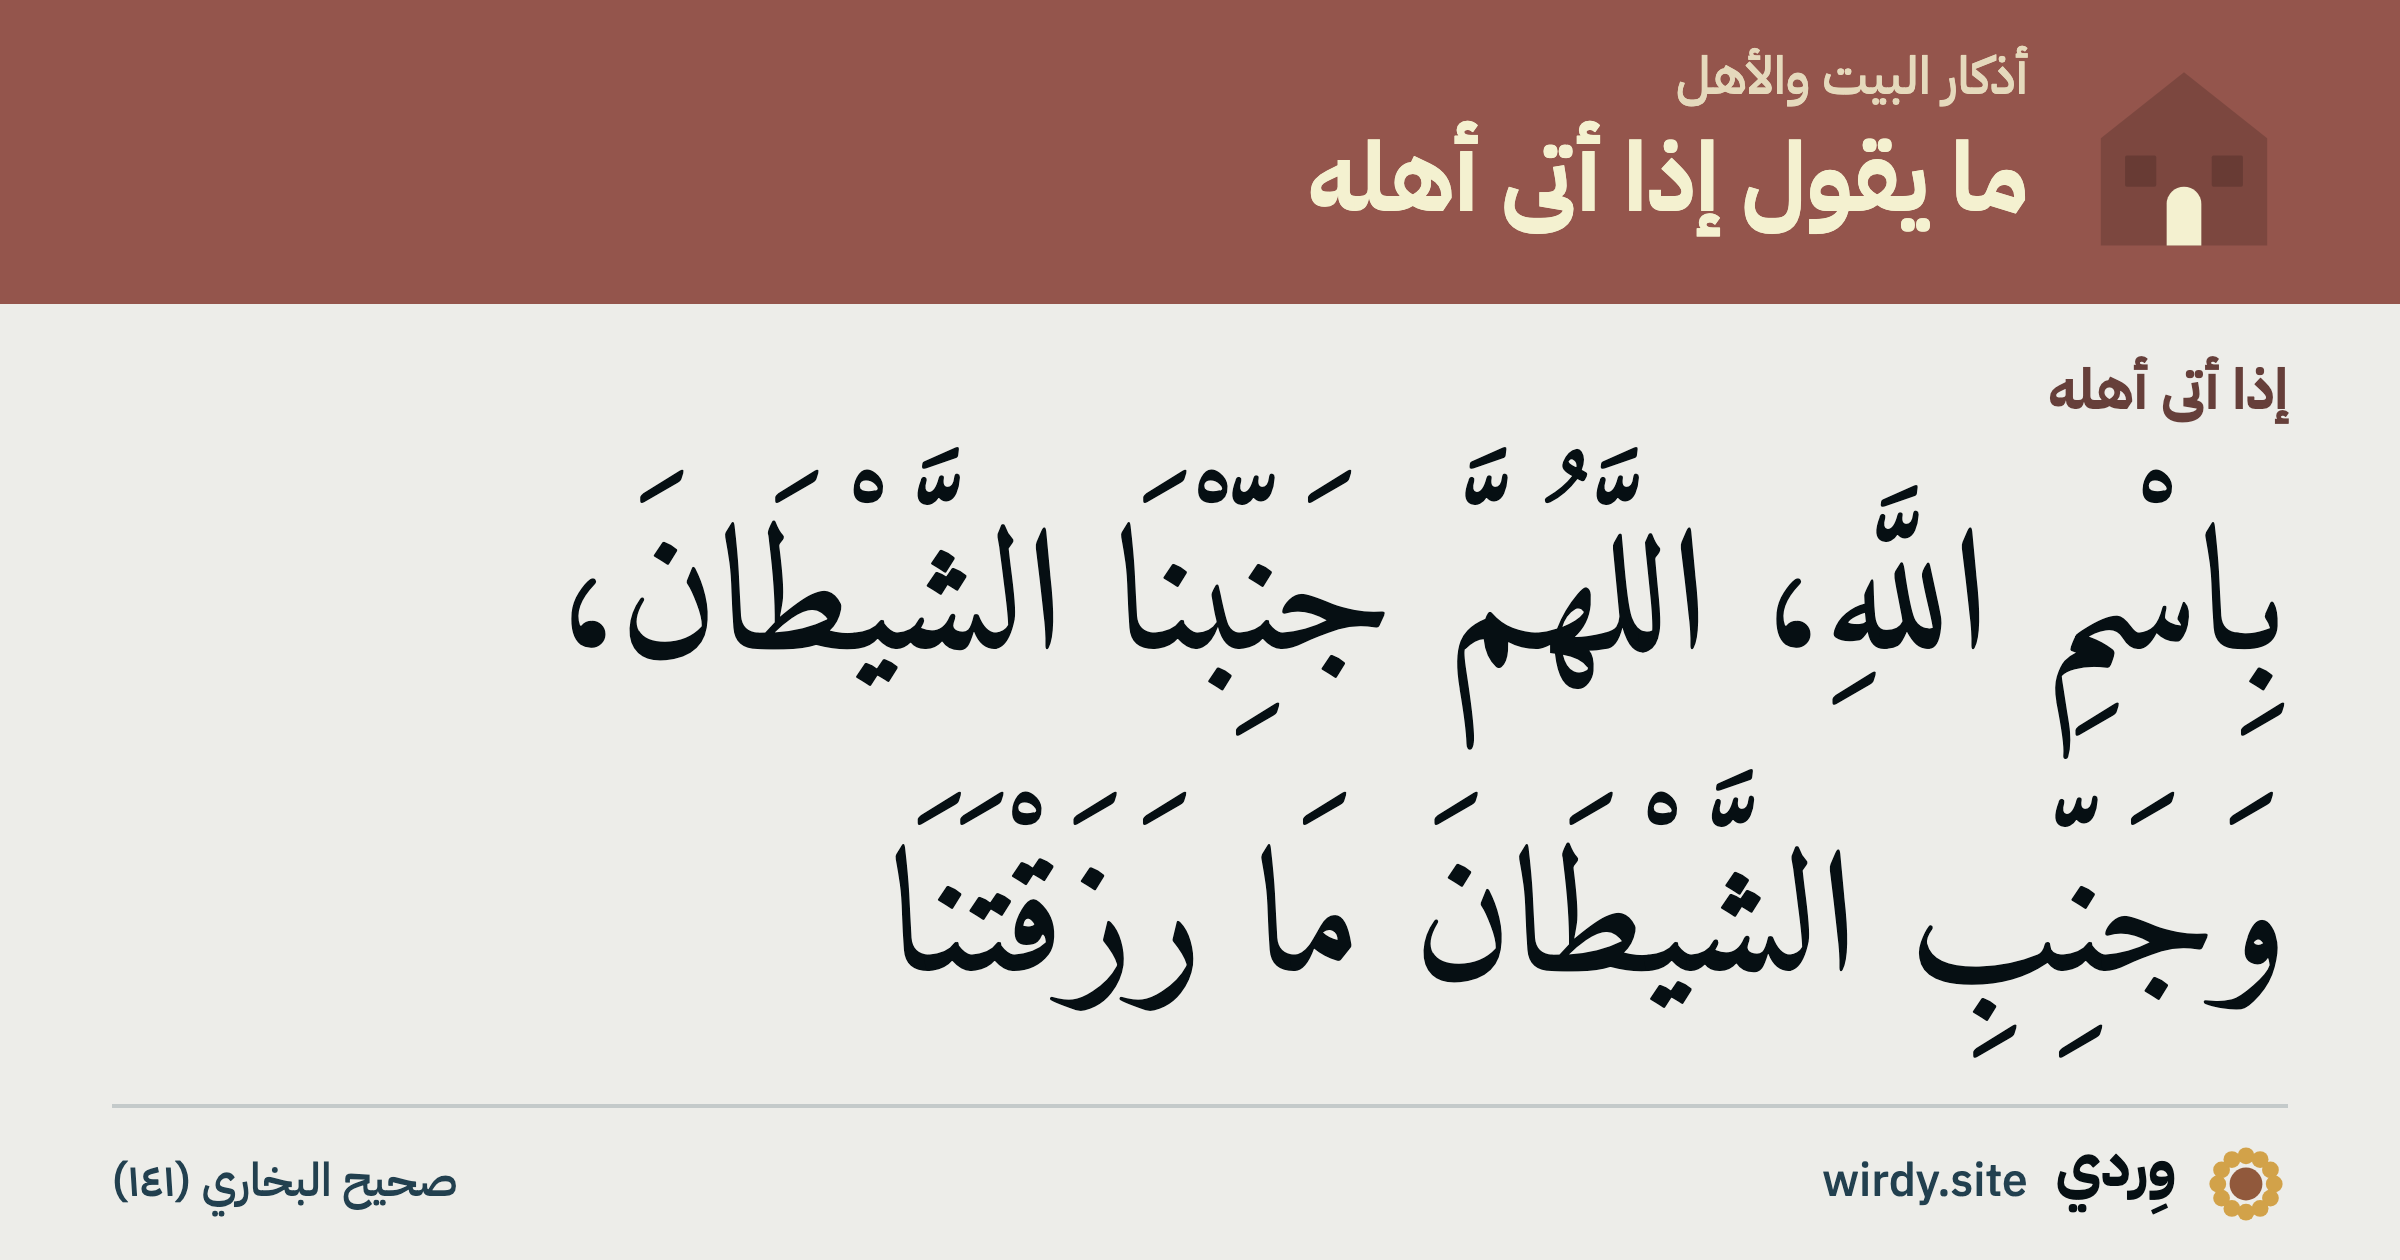 أذكار البيت والأهل
ما يقول إذا أتى أهله
إذا أتى أهله
بِاسْمِ اللَّهِ، اللَّهُمَّ جَنِّبْنَا الشَّيْطَانَ،
وَجَنِّبِ الشَّيْطَانَ مَا رَزَقْتَنَا
وِردي wirdy.site
صحيح البخاري (١٤١)